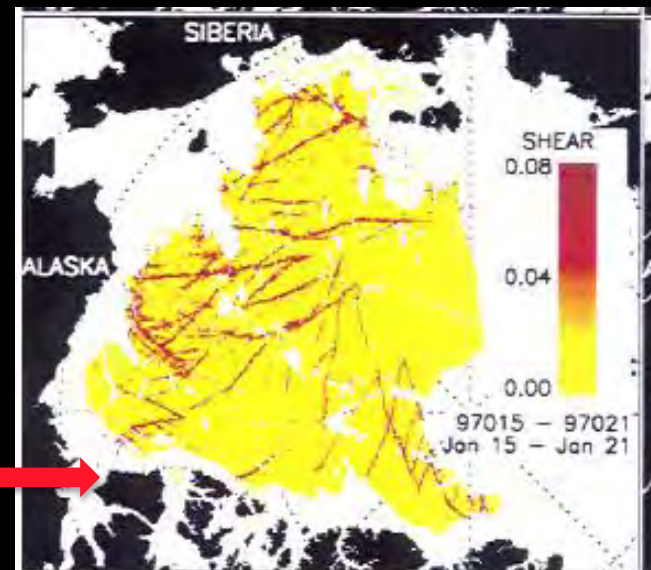 SIBERIA
SHEAR
0.08
ALASKA
0.04
0.00
97015 – 97021
Jan 15 – Jan 21